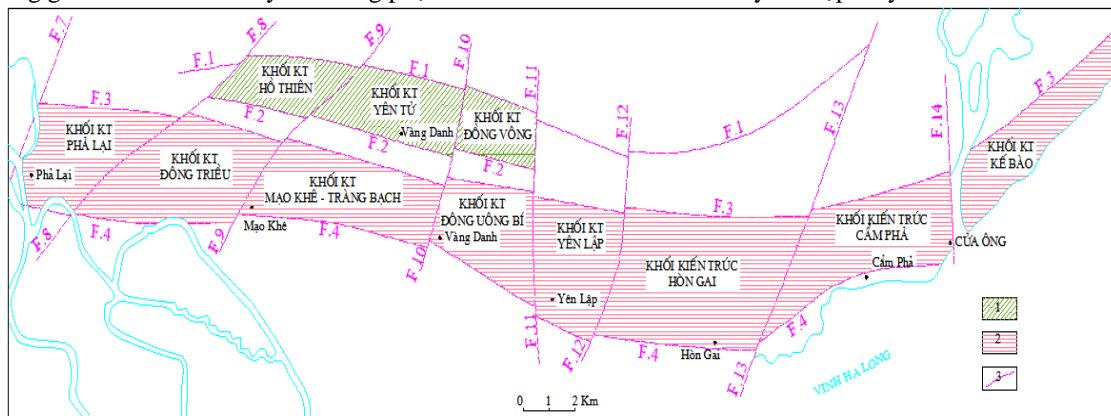 F.7
F.8
F.9
F.10
F.11
F.12
F.13
F.14
F.1
F.1
F.1
F.3
F.3
F.3
F.2
F.2
F.2
KHỐI KT
HỒ THIÊN
KHỐI KT
YÊN TỬ
Vàng Danh
KHỐI KT
ĐÔNG VÔNG
KHỐI KT
PHẢ LẠI
Phả Lại
KHỐI KT
ĐÔNG TRIỀU
KHỐI KT
MẠO KHÊ - TRÀNG BẠCH
Mạo Khê
KHỐI KT
ĐÔNG UÔNG BÍ
Vàng Danh
KHỐI KT
YÊN LẬP
Yên Lập
KHỐI KIẾN TRÚC
HÒN GAI
Hòn Gai
KHỐI KIẾN TRÚC
CẨM PHẢ
Cẩm Phả
KHỐI KT
KẾ BÀO
CỬA ÔNG
F.4
F.4
F.4
F.4
F.8
F.9
F.10
F.11
F.12
F.13
VỊNH HẠ LONG
1
2
3
0 1 2 Km